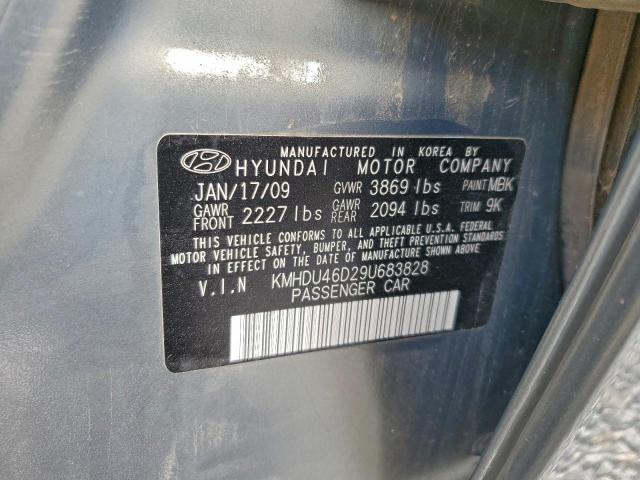 MANUFACTURED IN KOREA BY
HYUNDAI MOTOR COMPANY
JAN/17/09 GVWR 3869 lbs PAINT MBK
GAWR FRONT 2227 lbs GAWR REAR 2094 lbs TRIM 9K
THIS VEHICLE CONFORMS TO ALL APPLICABLE U.S.A. FEDERAL
MOTOR VEHICLE SAFETY, BUMPER, AND THEFT PREVENTION STANDARDS
IN EFFECT ON THE DATE OF MANUFACTURE SHOWN ABOVE.
V.I.N KMHDU46D29U683828
PASSENGER CAR